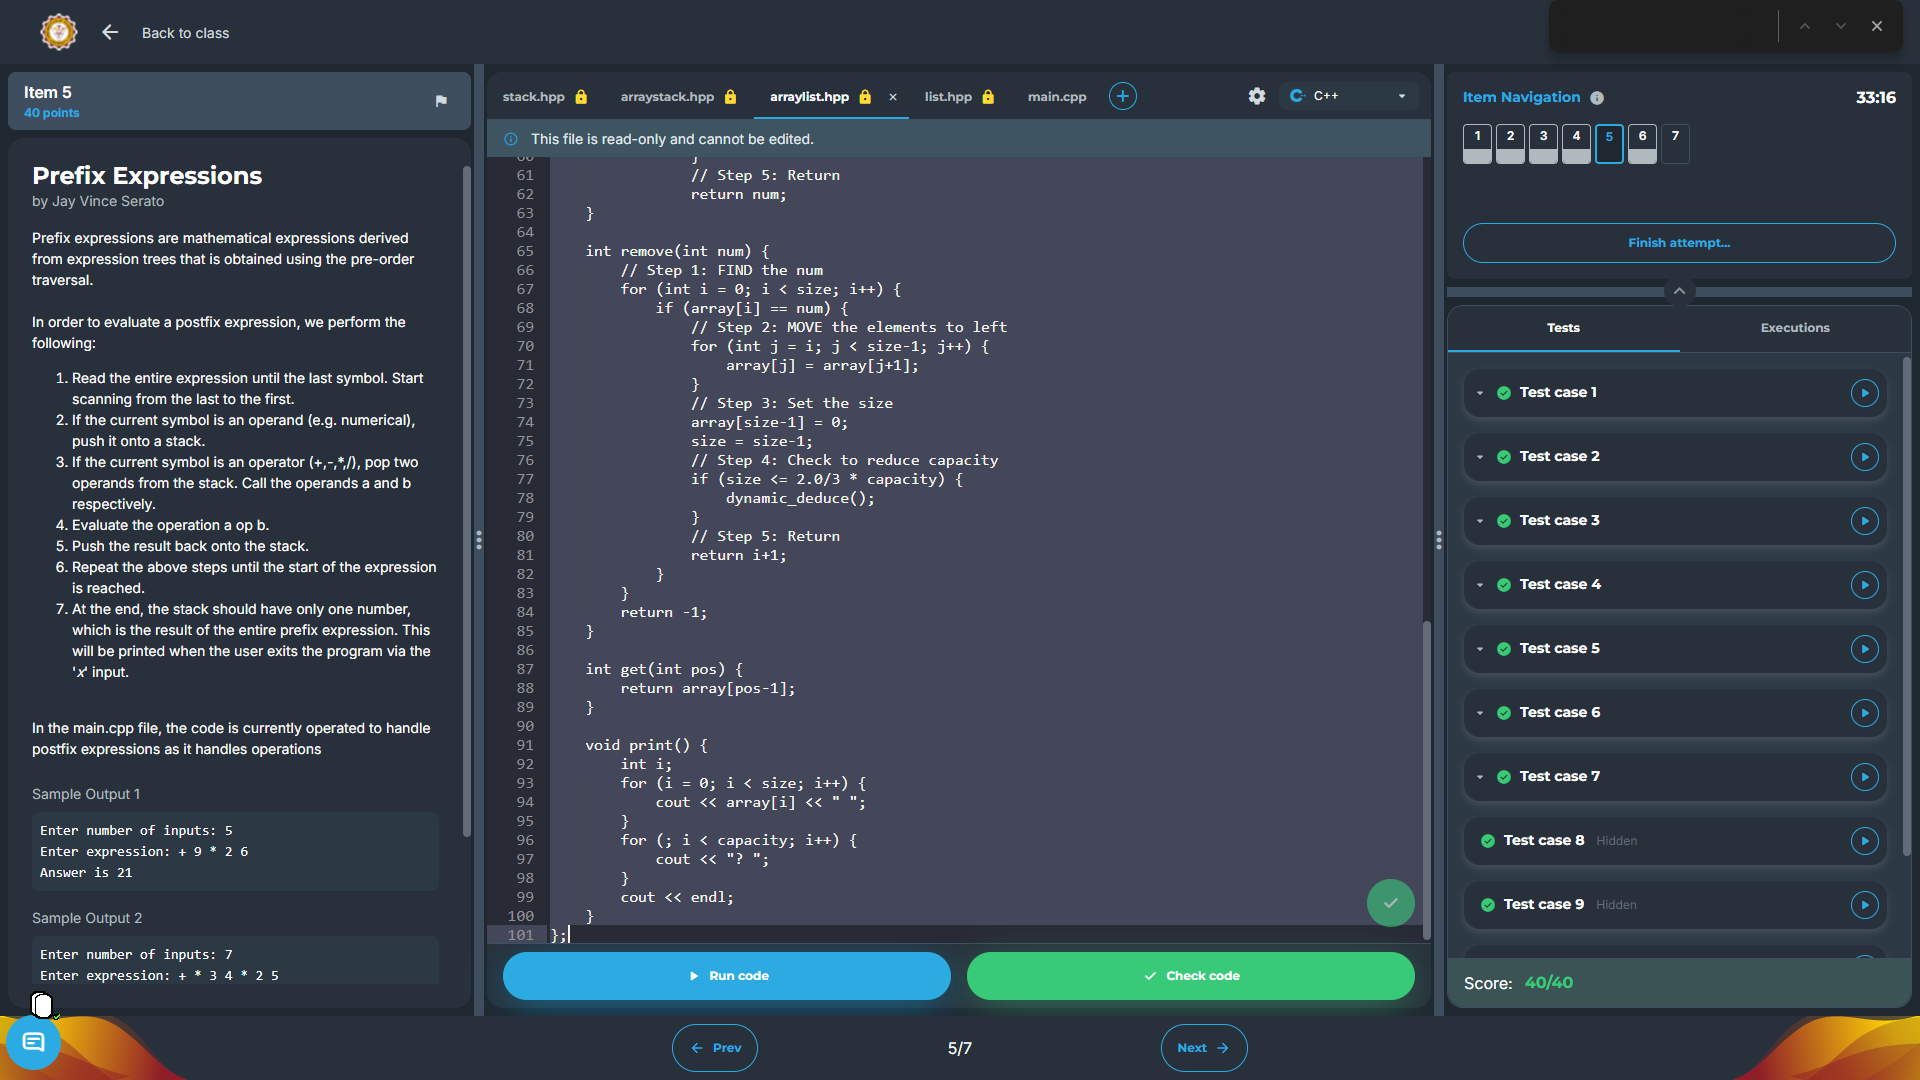 Back to class
Item 5
40 points
Prefix Expressions
by Jay Vince Serato
Prefix expressions are mathematical expressions derived
from expression trees that is obtained using the pre-order
traversal.
In order to evaluate a postfix expression, we perform the
following:
1. Read the entire expression until the last symbol. Start
scanning from the last to the first.
2. If the current symbol is an operand (e.g. numerical),
push it onto a stack.
3. If the current symbol is an operator (+,-,*,/), pop two
operands from the stack. Call the operands a and b
respectively.
4. Evaluate the operation a op b.
5. Push the result back onto the stack.
6. Repeat the above steps until the start of the expression
is reached.
7. At the end, the stack should have only one number,
which is the result of the entire prefix expression. This
will be printed when the user exits the program via the
'x' input.
In the main.cpp file, the code is currently operated to handle
postfix expressions as it handles operations
Sample Output 1
Enter number of inputs: 5
Enter expression: + 9 * 2 6
Answer is 21
Sample Output 2
Enter number of inputs: 7
Enter expression: + * 3 4 * 2 5
stack.hpp arraystack.hpp arraylist.hpp list.hpp main.cpp C++
This file is read-only and cannot be edited.
60 }
61 // Step 5: Return
62 return num;
63 }
64
65 int remove(int num) {
66 // Step 1: FIND the num
67 for (int i = 0; i < size; i++) {
68 if (array[i] == num) {
69 // Step 2: MOVE the elements to left
70 for (int j = i; j < size-1; j++) {
71 array[j] = array[j+1];
72 }
73 // Step 3: Set the size
74 array[size-1] = 0;
75 size = size-1;
76 // Step 4: Check to reduce capacity
77 if (size <= 2.0/3 * capacity) {
78 dynamic_deduce();
79 }
80 // Step 5: Return
81 return i+1;
82 }
83 }
84 return -1;
85 }
86
87 int get(int pos) {
88 return array[pos-1];
89 }
90
91 void print() {
92 int i;
93 for (i = 0; i < size; i++) {
94 cout << array[i] << " ";
95 }
96 for (; i < capacity; i++) {
97 cout << "? ";
98 }
99 cout << endl;
100 }
101 };
Run code
Check code
Item Navigation 33:16
1 2 3 4 5 6 7
Finish attempt...
Tests Executions
Test case 1
Test case 2
Test case 3
Test case 4
Test case 5
Test case 6
Test case 7
Test case 8 Hidden
Test case 9 Hidden
Score: 40/40
Prev
5/7
Next